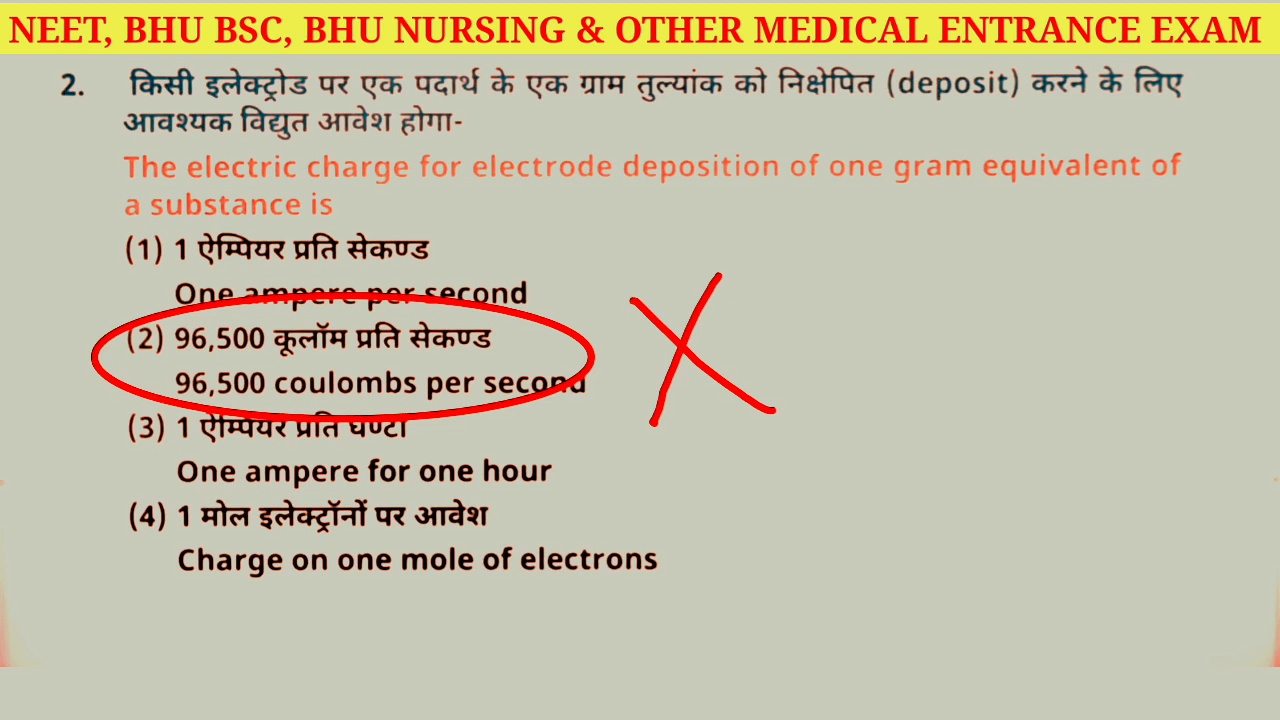 NEET, BHU BSC, BHU NURSING & OTHER MEDICAL ENTRANCE EXAM
2. किसी इलेक्ट्रोड पर एक पदार्थ के एक ग्राम तुल्यांक को निक्षेपित (deposit) करने के लिए
आवश्यक विद्युत आवेश होगा-
The electric charge for electrode deposition of one gram equivalent of
a substance is
(1) 1 ऐम्पियर प्रति सेकण्ड
One ampere per second
(2) 96,500 कूलॉम प्रति सेकण्ड
96,500 coulombs per second
(3) 1 ऐम्पियर प्रति घण्टा
One ampere for one hour
(4) 1 मोल इलेक्ट्रॉनों पर आवेश
Charge on one mole of electrons